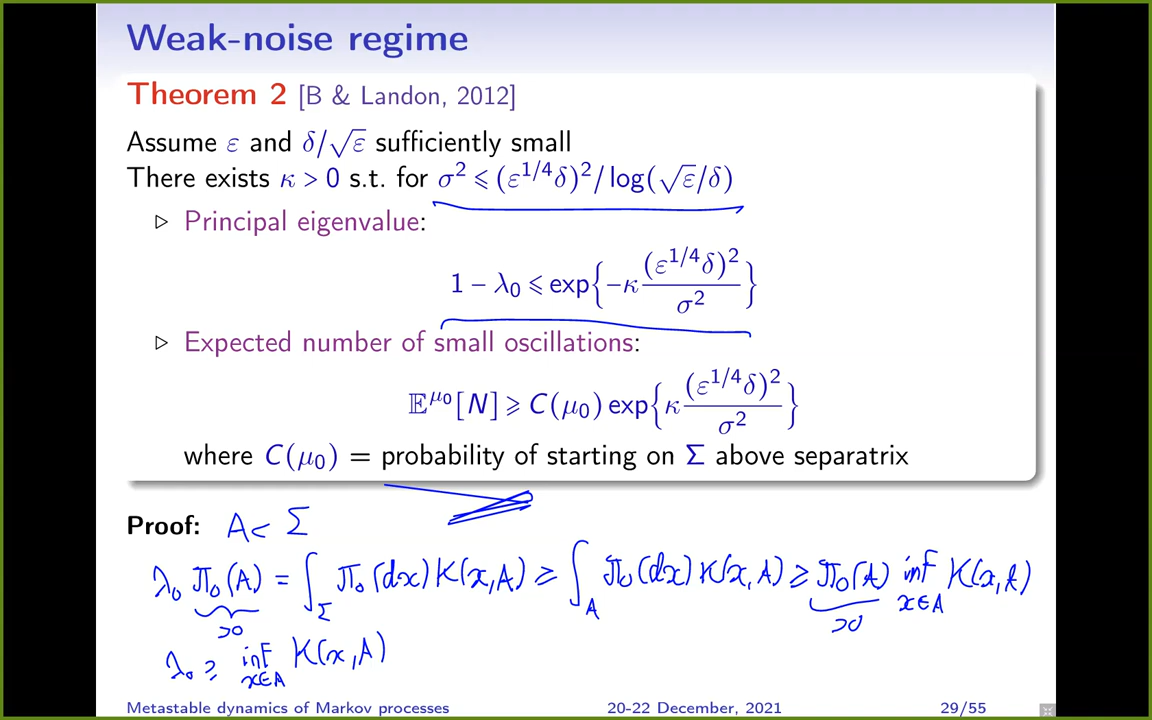 Weak-noise regime
Theorem 2 [B & Landon, 2012]
Assume ε and δ/√ε sufficiently small
There exists κ > 0 s.t. for σ² ⩽ (ε^{1/4}δ)²/ log(√ε/δ)
▷ Principal eigenvalue:
1 − λ₀ ⩽ exp{−κ (ε^{1/4}δ)²/σ²}
▷ Expected number of small oscillations:
𝔼^{μ₀}[N] ⩾ C(μ₀) exp{κ (ε^{1/4}δ)²/σ²}
where C(μ₀) = probability of starting on Σ above separatrix
Proof: A ⊂ Σ
λ₀ π₀(A) = ∫_Σ π₀(dx) K(x,A) ⩾ ∫_A π₀(dx) K(x,A) ⩾ π₀(A) inf_{x∈A} K(x,A)
>0 >0
λ₀ ⩾ inf_{x∈A} K(x,A)
Metastable dynamics of Markov processes 20-22 December, 2021 29/55